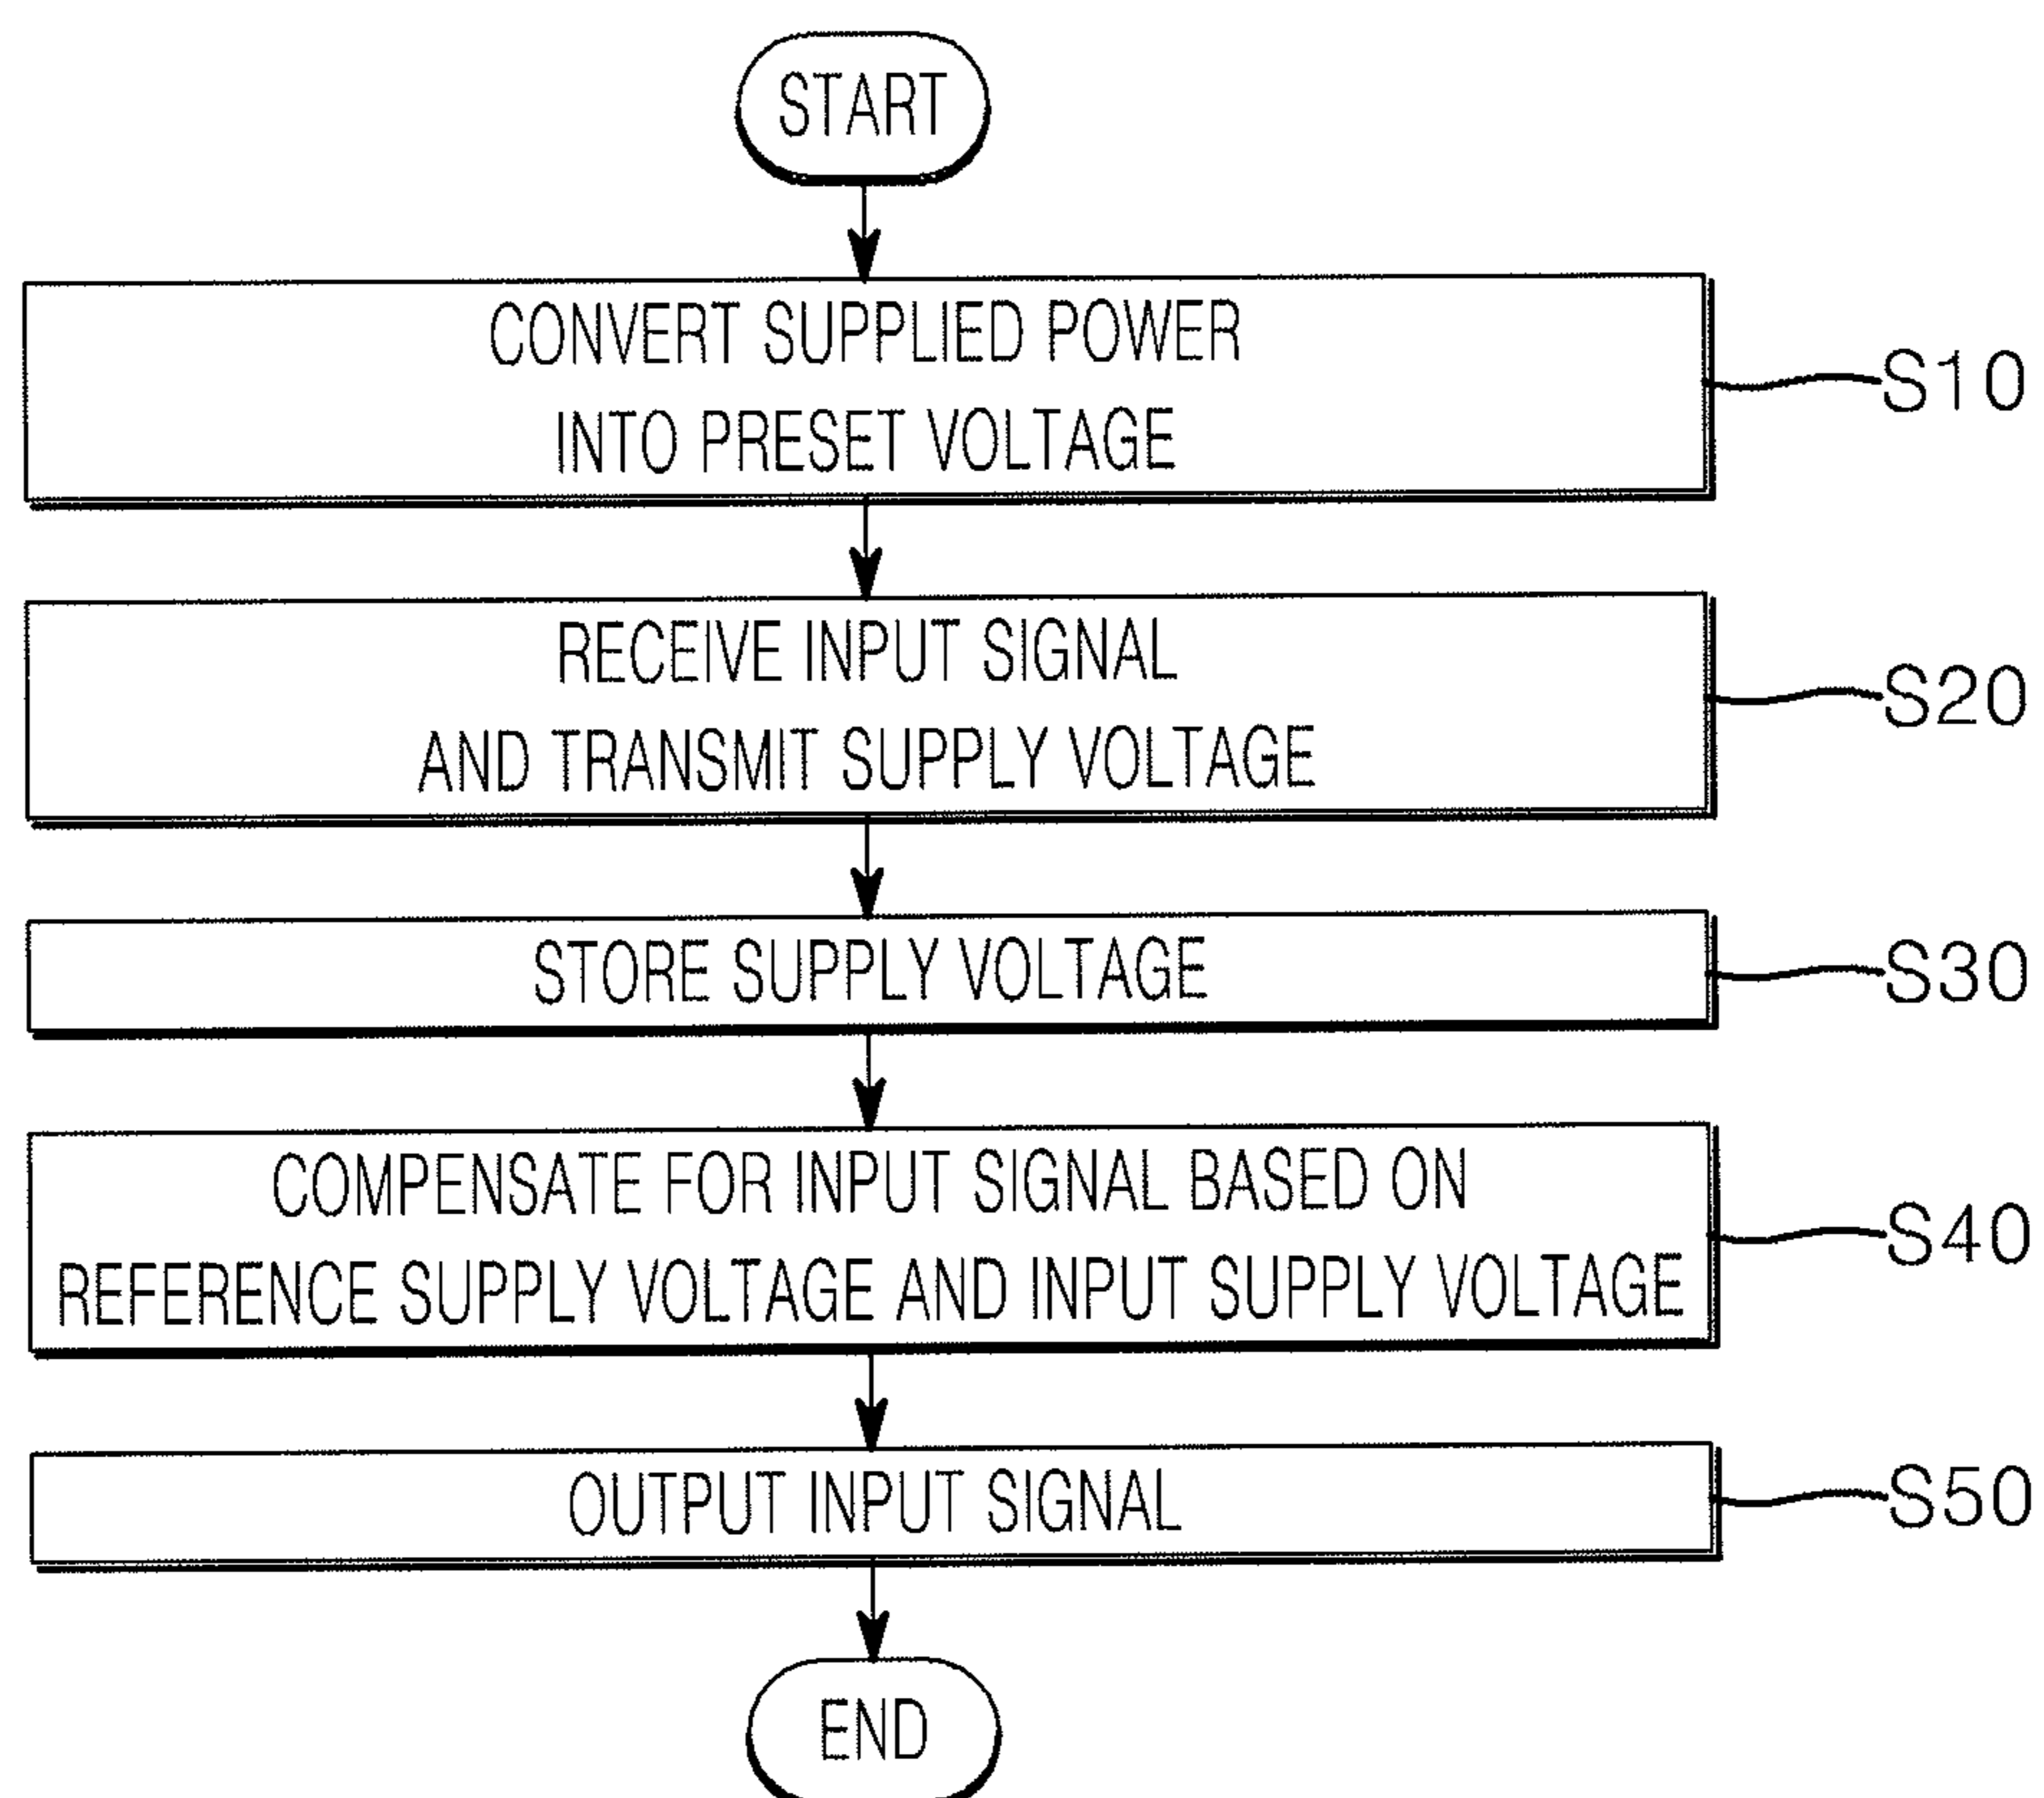 START
CONVERT SUPPLIED POWER
INTO PRESET VOLTAGE
S10
RECEIVE INPUT SIGNAL
AND TRANSMIT SUPPLY VOLTAGE
S20
STORE SUPPLY VOLTAGE
S30
COMPENSATE FOR INPUT SIGNAL BASED ON
REFERENCE SUPPLY VOLTAGE AND INPUT SUPPLY VOLTAGE
S40
OUTPUT INPUT SIGNAL
S50
END